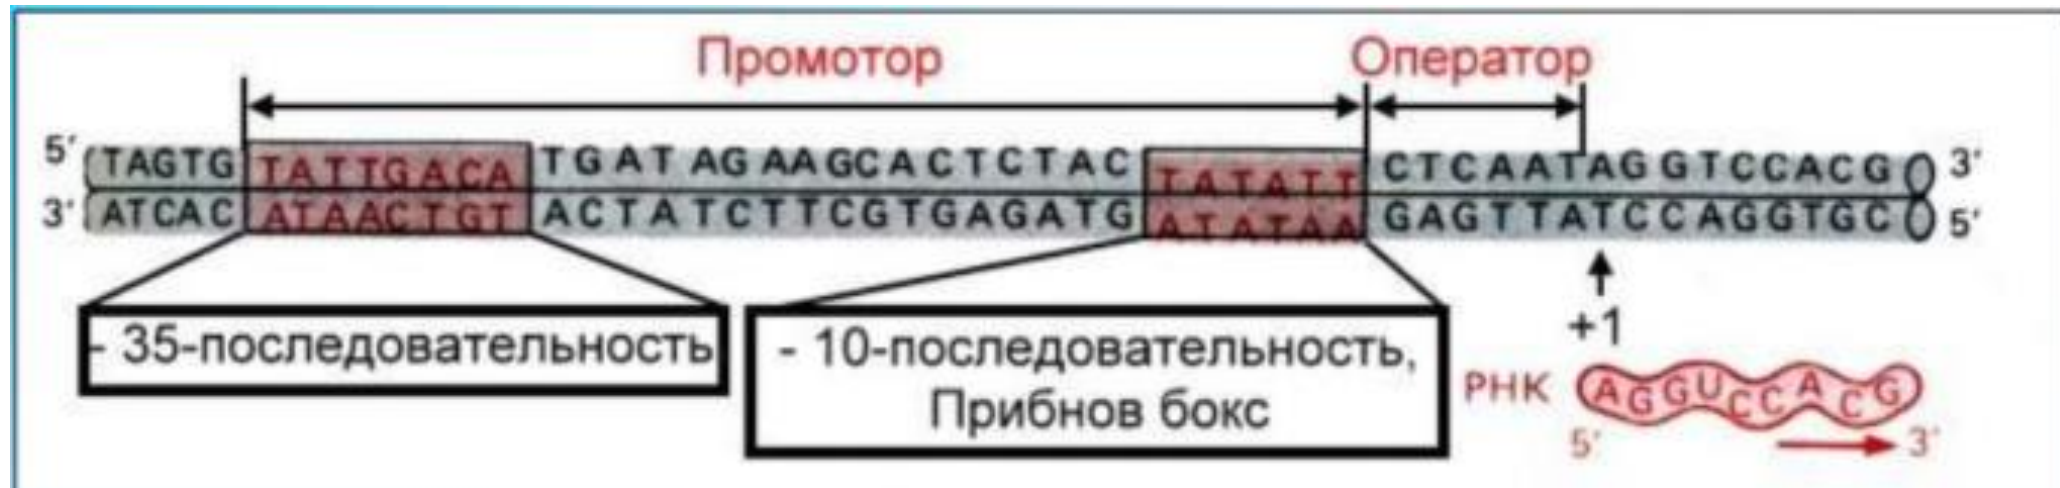 Промотор Оператор
5' TAGTG TATTGACA TGATAGAAGCACTCTAC TATATT CTCAATAGGTCCACG 3'
3' ATCAC ATAACTGT ACTATCTTCGTGAGATG ATATAA GAGTTATCCAGGTGC 5'
- 35-последовательность
- 10-последовательность,
Прибнов бокс
+1
РНК AGGUCCACG
5' 3'